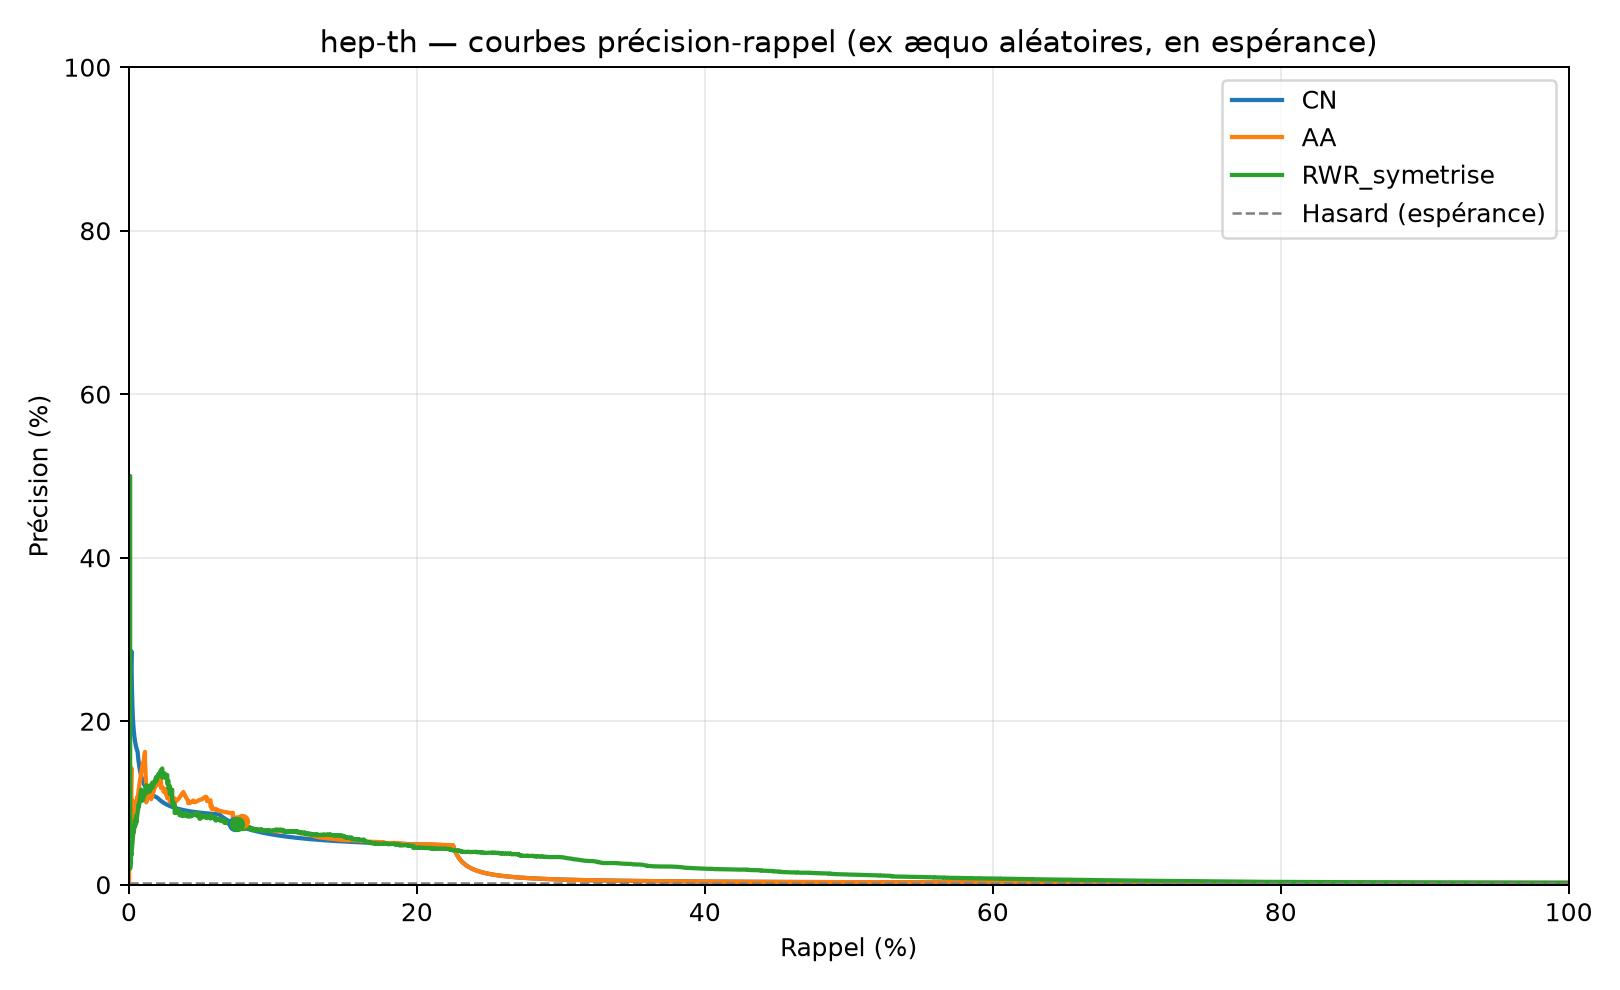 hep-th — courbes précision-rappel (ex æquo aléatoires, en espérance)
100
80
60
40
20
0
Précision (%)
CN
AA
RWR_symetrise
Hasard (espérance)
0 20 40 60 80 100
Rappel (%)